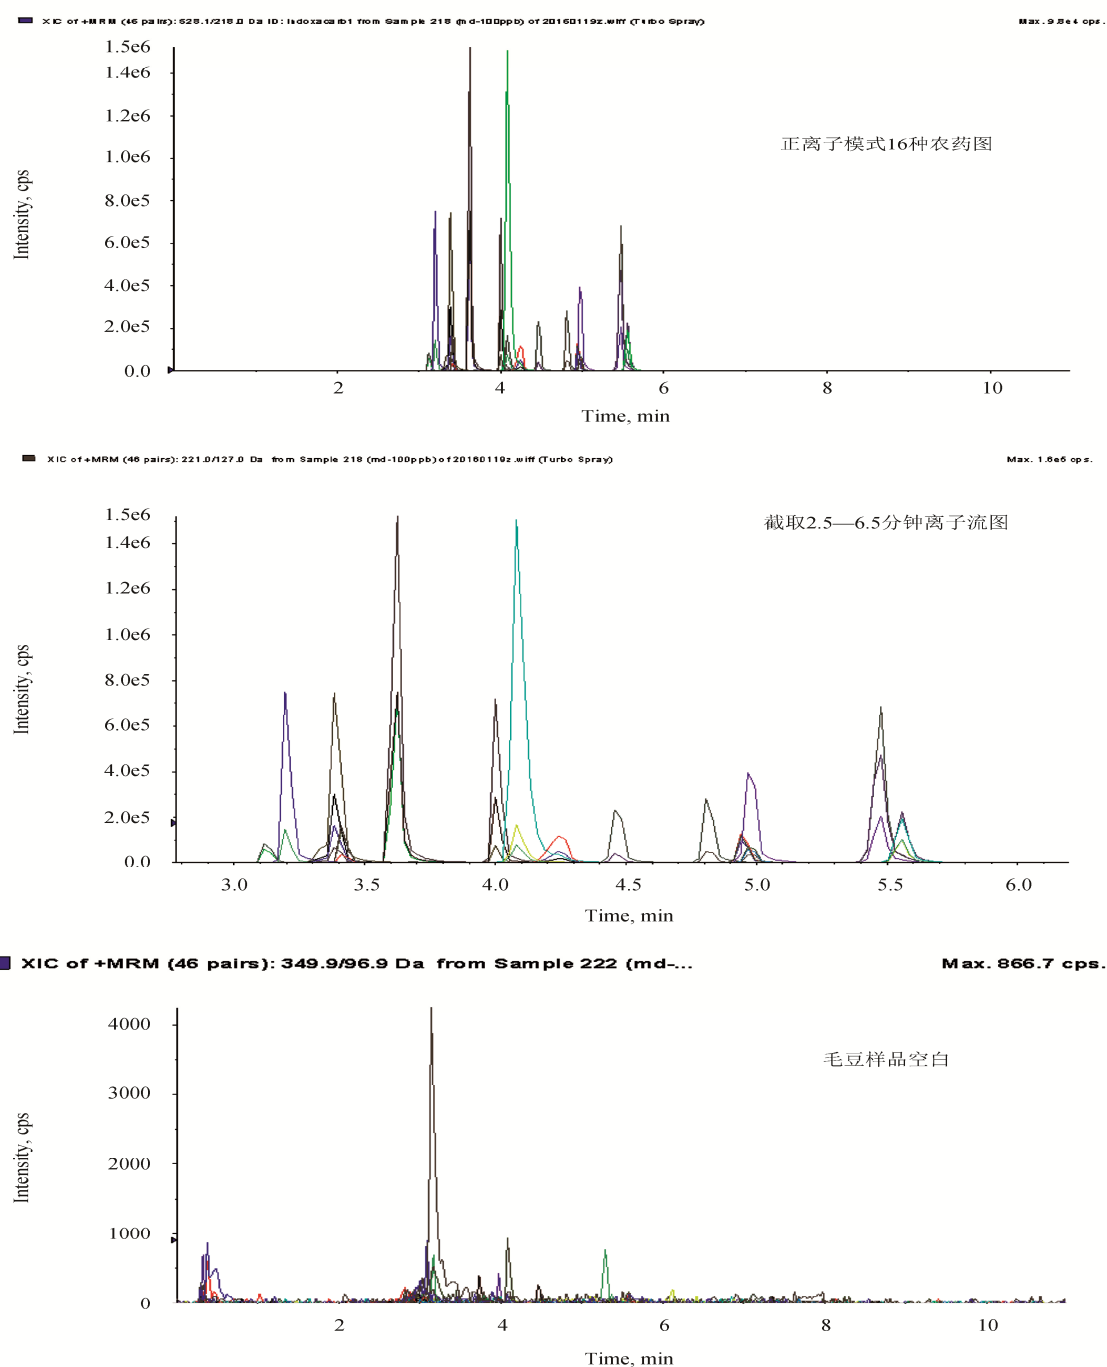 XIC of +MRM (46 pairs): 528.1/218.0 Da ID: Indoxacarb1 from Sample 218 (md-100ppb) of 20160119z.wiff (Turbo Spray)
Max. 9.8e4 cps.
1.5e6
1.4e6
1.2e6
1.0e6
8.0e5
6.0e5
4.0e5
2.0e5
0.0
Intensity, cps
正离子模式16种农药图
2 4 6 8 10
Time, min
XIC of +MRM (46 pairs): 221.0/127.0 Da from Sample 218 (md-100ppb) of 20160119z.wiff (Turbo Spray)
Max. 1.6e6 cps.
1.5e6
1.4e6
1.2e6
1.0e6
8.0e5
6.0e5
4.0e5
2.0e5
0.0
Intensity, cps
截取2.5—6.5分钟离子流图
3.0 3.5 4.0 4.5 5.0 5.5 6.0
Time, min
XIC of +MRM (46 pairs): 349.9/96.9 Da from Sample 222 (md-...
Max. 866.7 cps.
4000
3000
2000
1000
0
Intensity, cps
毛豆样品空白
2 4 6 8 10
Time, min